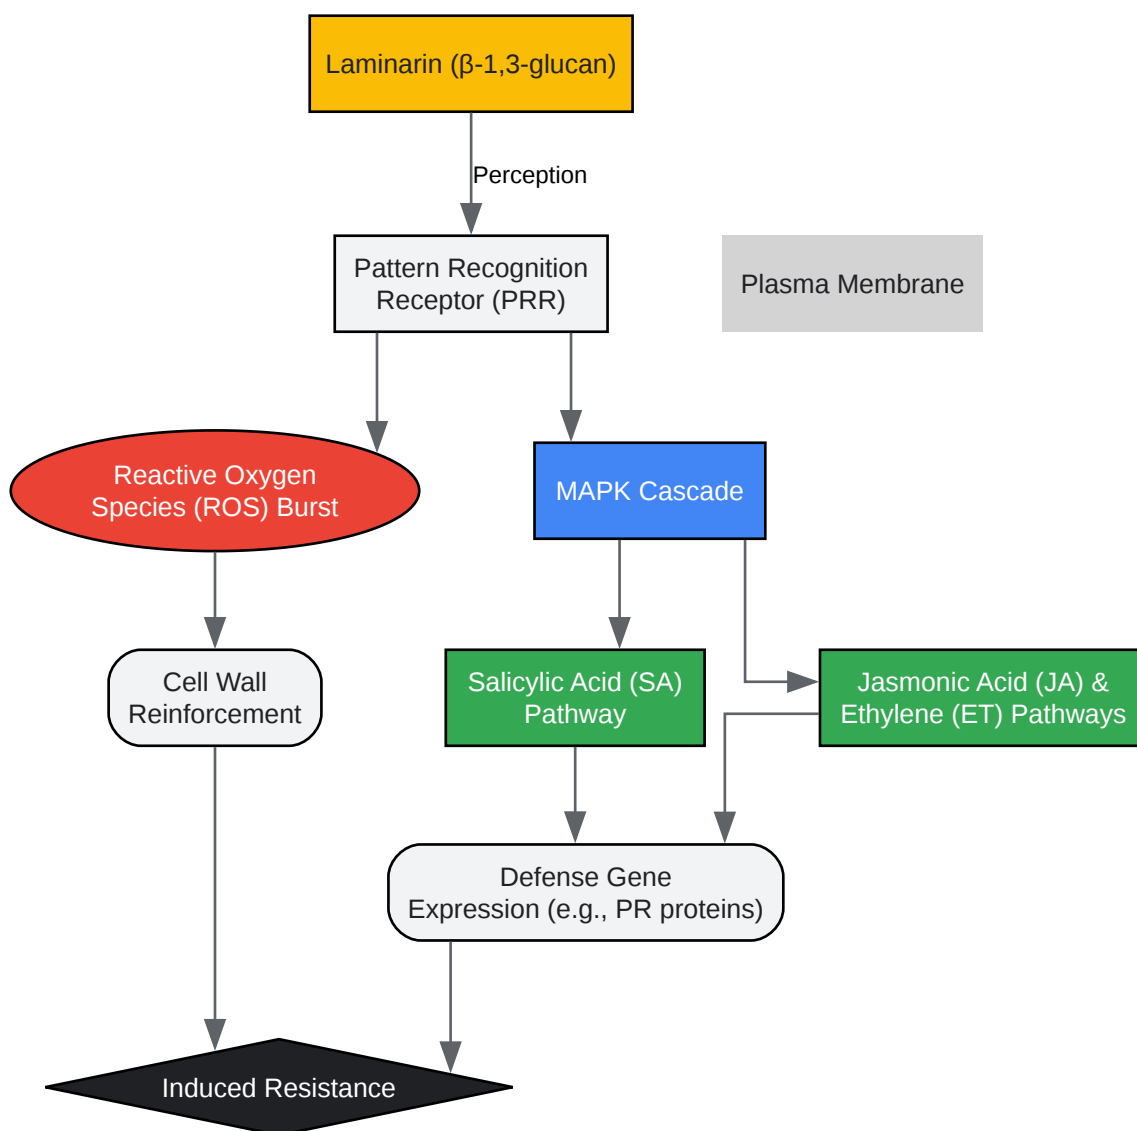 Laminarin (β-1,3-glucan)
Perception
Pattern Recognition
Receptor (PRR)
Plasma Membrane
Reactive Oxygen
Species (ROS) Burst
MAPK Cascade
Cell Wall
Reinforcement
Salicylic Acid (SA)
Pathway
Jasmonic Acid (JA) &
Ethylene (ET) Pathways
Defense Gene
Expression (e.g., PR proteins)
Induced Resistance